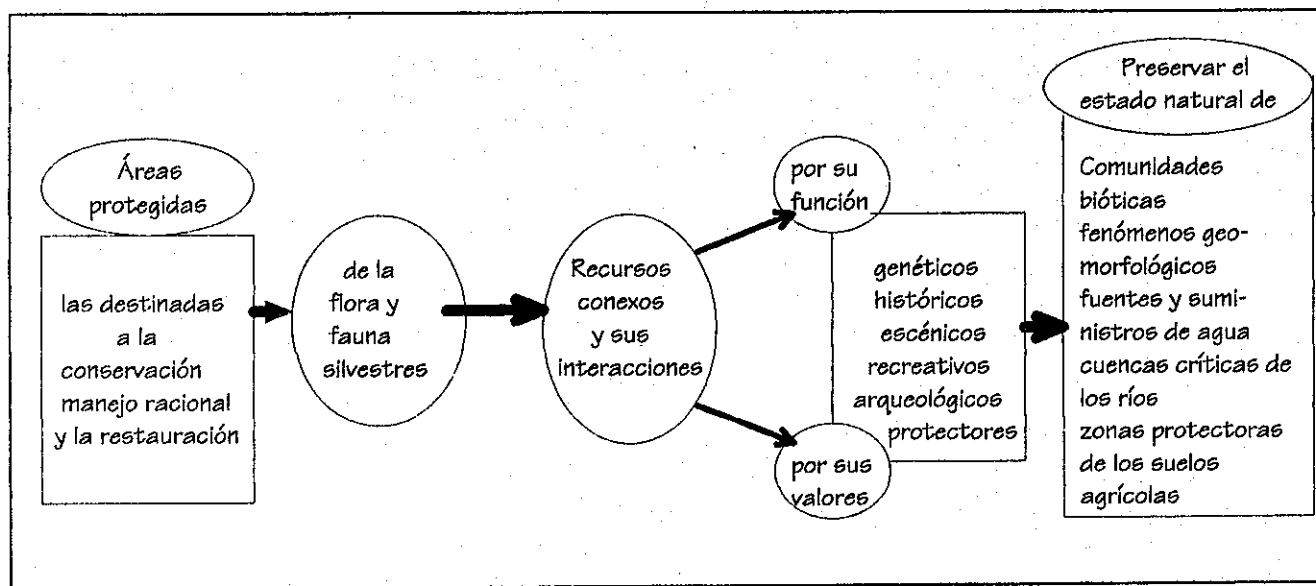 Áreas
protegidas
las destinadas
a la
conservación
manejo racional
y la restauración
de la
flora y
fauna
silvestres
Recursos
conexos
y sus
interacciones
por su
función
genéticos
históricos
escénicos
recreativos
arqueológicos
protectores
por sus
valores
Preservar el
estado natural de
Comunidades
bióticas
fenómenos geo-
morfológicos
fuentes y sumi-
nistros de agua
cuencas críticas de
los ríos
zonas protectoras
de los suelos
agrícolas